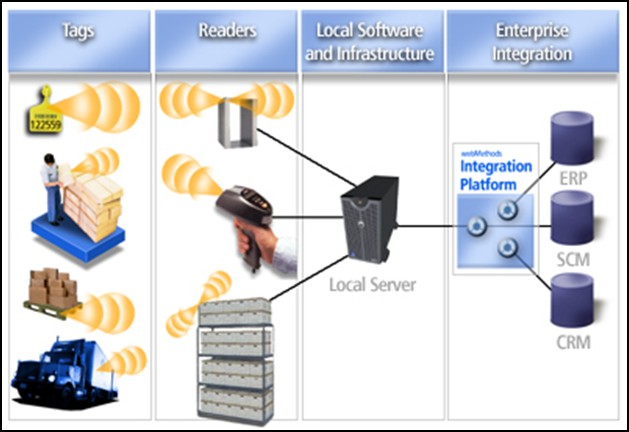 Tags
Readers
Local Software
and Infrastructure
Enterprise
Integration
122559
webMethods
Integration
Platform
ERP
SCM
CRM
Local Server